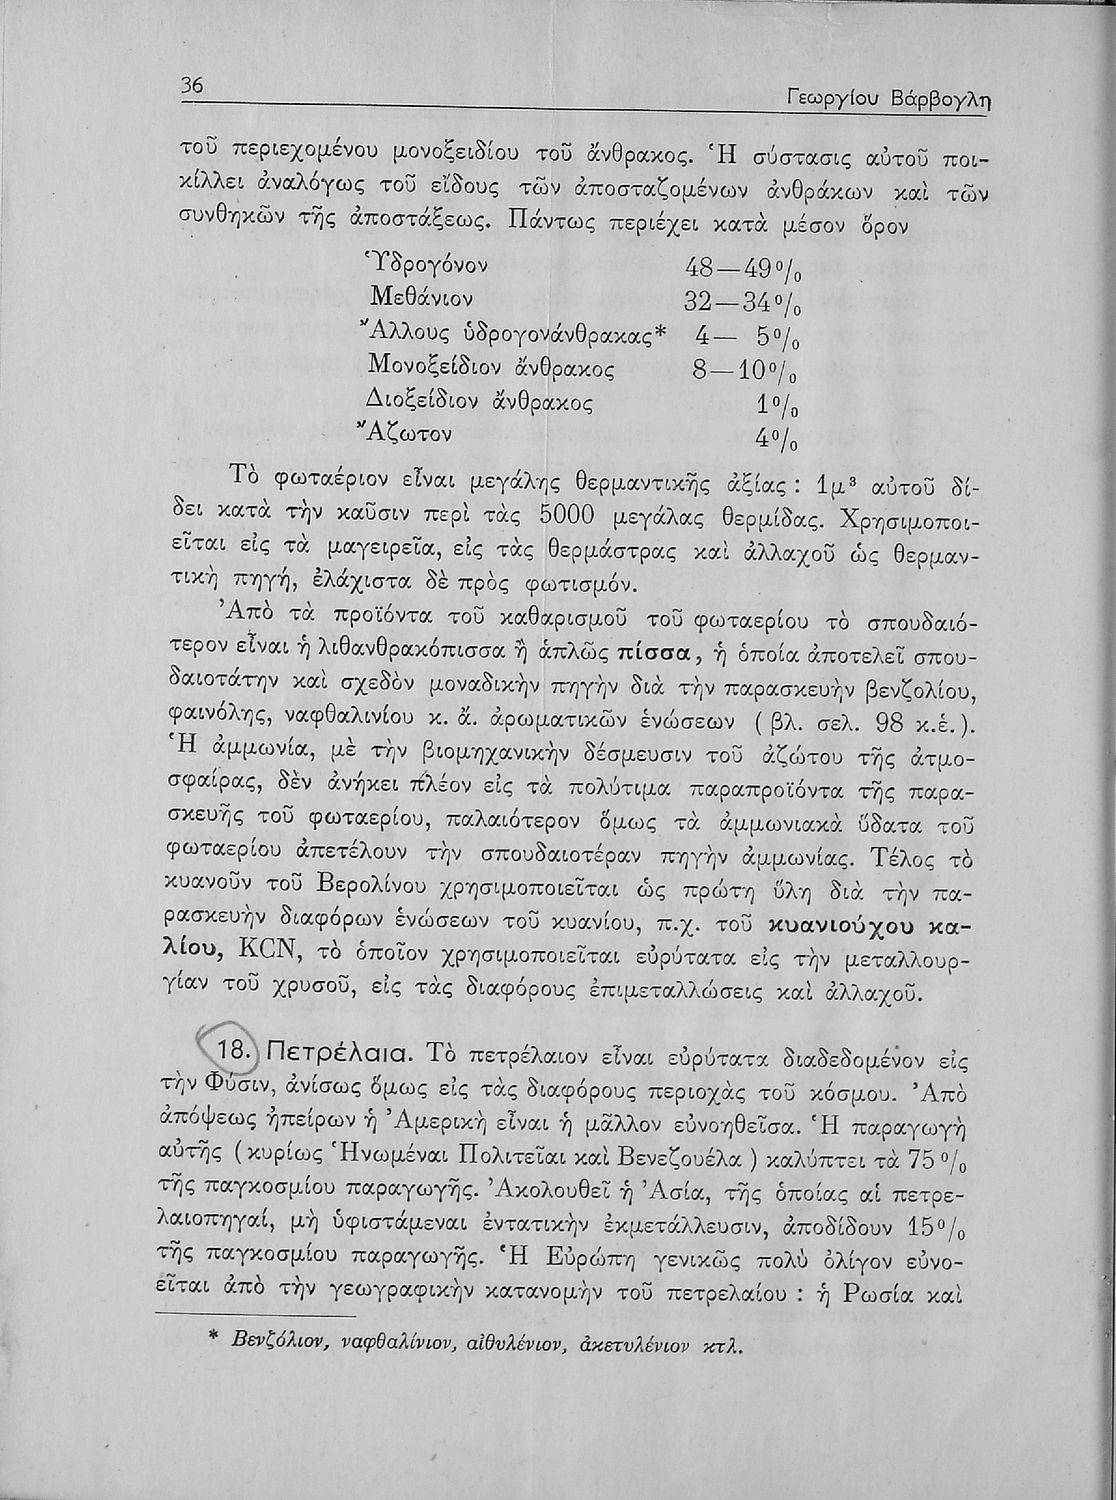 36
Γεωργίου Βάρβογλη
τοῦ περιεχομένου μονοξειδίου τοῦ ἄνθρακος. Ἡ σύστασις αὐτοῦ ποι-
κίλλει ἀναλόγως τοῦ εἴδους τῶν ἀποσταζομένων ἀνθράκων καὶ τῶν
συνθηκῶν τῆς ἀποστάξεως. Πάντως περιέχει κατὰ μέσον ὅρον
Ὑδρογόνον 48—49%
Μεθάνιον 32—34%
Ἄλλους ὑδρογονάνθρακας* 4— 5%
Μονοξείδιον ἄνθρακος 8—10%
Διοξείδιον ἄνθρακος 1%
Ἄζωτον 4%
Τὸ φωταέριον εἶναι μεγάλης θερμαντικῆς ἀξίας : 1μ³ αὐτοῦ δί-
δει κατὰ τὴν καῦσιν περὶ τὰς 5000 μεγάλας θερμίδας. Χρησιμοποι-
εῖται εἰς τὰ μαγειρεῖα, εἰς τὰς θερμάστρας καὶ ἀλλαχοῦ ὡς θερμαν-
τικὴ πηγή, ἐλάχιστα δὲ πρὸς φωτισμόν.
Ἀπὸ τὰ προϊόντα τοῦ καθαρισμοῦ τοῦ φωταερίου τὸ σπουδαιό-
τερον εἶναι ἡ λιθανθρακόπισσα ἢ ἁπλῶς πίσσα, ἡ ὁποία ἀποτελεῖ σπου-
δαιοτάτην καὶ σχεδὸν μοναδικὴν πηγὴν διὰ τὴν παρασκευὴν βενζολίου,
φαινόλης, ναφθαλινίου κ. ἄ. ἀρωματικῶν ἑνώσεων ( βλ. σελ. 98 κ.ἑ. ).
Ἡ ἀμμωνία, μὲ τὴν βιομηχανικὴν δέσμευσιν τοῦ ἀζώτου τῆς ἀτμο-
σφαίρας, δὲν ἀνήκει πλέον εἰς τὰ πολύτιμα παραπροϊόντα τῆς παρα-
σκευῆς τοῦ φωταερίου, παλαιότερον ὅμως τὰ ἀμμωνιακὰ ὕδατα τοῦ
φωταερίου ἀπετέλουν τὴν σπουδαιοτέραν πηγὴν ἀμμωνίας. Τέλος τὸ
κυανοῦν τοῦ Βερολίνου χρησιμοποιεῖται ὡς πρώτη ὕλη διὰ τὴν πα-
ρασκευὴν διαφόρων ἑνώσεων τοῦ κυανίου, π.χ. τοῦ κυανιούχου κα-
λίου, KCN, τὸ ὁποῖον χρησιμοποιεῖται εὐρύτατα εἰς τὴν μεταλλουρ-
γίαν τοῦ χρυσοῦ, εἰς τὰς διαφόρους ἐπιμεταλλώσεις καὶ ἀλλαχοῦ.
18. Πετρέλαια. Τὸ πετρέλαιον εἶναι εὐρύτατα διαδεδομένον εἰς
τὴν Φύσιν, ἀνίσως ὅμως εἰς τὰς διαφόρους περιοχὰς τοῦ κόσμου. Ἀπὸ
ἀπόψεως ἠπείρων ἡ Ἀμερικὴ εἶναι ἡ μᾶλλον εὐνοηθεῖσα. Ἡ παραγωγὴ
αὐτῆς ( κυρίως Ἡνωμέναι Πολιτεῖαι καὶ Βενεζουέλα ) καλύπτει τὰ 75%
τῆς παγκοσμίου παραγωγῆς. Ἀκολουθεῖ ἡ Ἀσία, τῆς ὁποίας αἱ πετρε-
λαιοπηγαί, μὴ ὑφιστάμεναι ἐντατικὴν ἐκμετάλλευσιν, ἀποδίδουν 15%
τῆς παγκοσμίου παραγωγῆς. Ἡ Εὐρώπη γενικῶς πολὺ ὀλίγον εὐνο-
εῖται ἀπὸ τὴν γεωγραφικὴν κατανομὴν τοῦ πετρελαίου : ἡ Ρωσία καὶ
* Βενζόλιον, ναφθαλίνιον, αἰθυλένιον, ἀκετυλένιον κτλ.